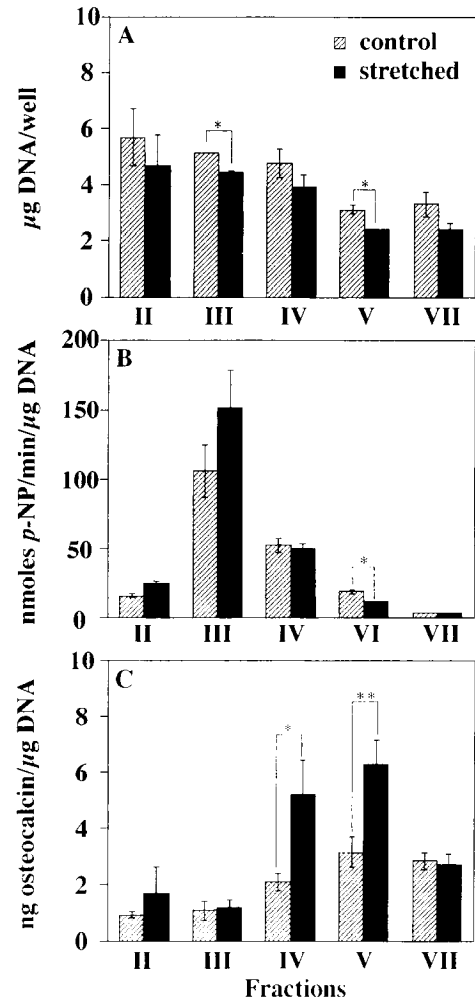 A
control
stretched
µg DNA/well
10
8
6
4
2
0
*
*
II III IV V VII
B
nmoles p-NP/min/µg DNA
200
150
100
50
0
*
II III IV VI VII
C
ng osteocalcin/µg DNA
10
8
6
4
2
0
*
**
II III IV V VII
Fractions